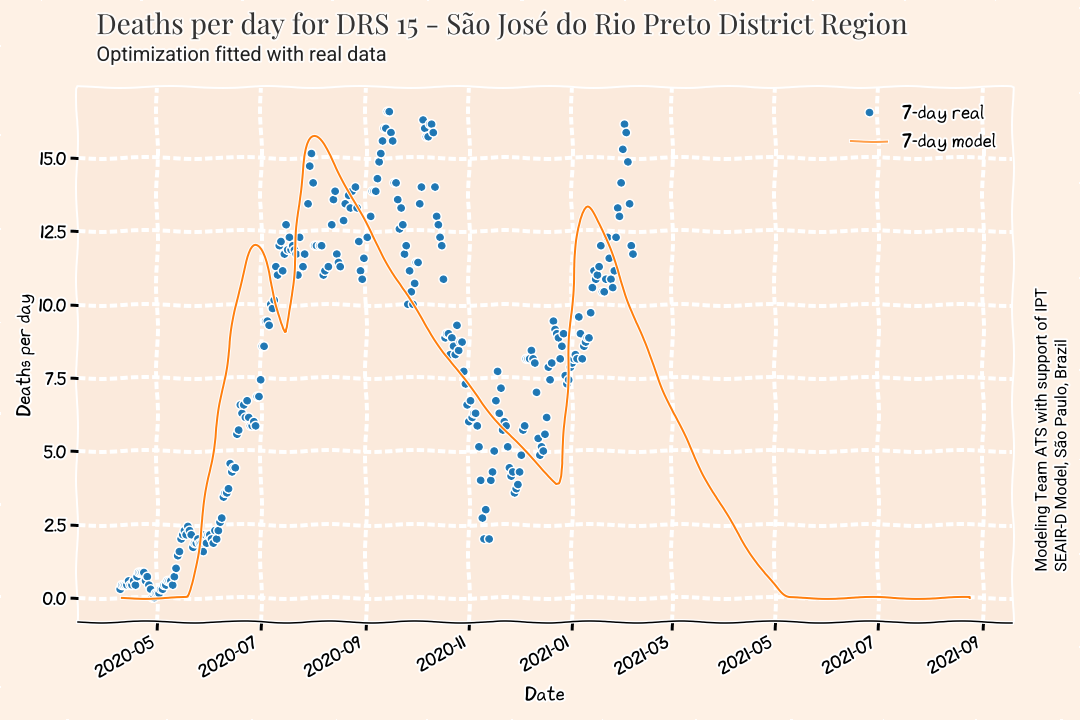 Deaths per day for DRS 15 - São José do Rio Preto District Region
Optimization fitted with real data
7-day real
7-day model
15.0
12.5
10.0
7.5
5.0
2.5
0.0
Deaths per day
2020-05
2020-07
2020-09
2020-11
2021-01
2021-03
2021-05
2021-07
2021-09
Date
Modeling Team ATS with support of IPT
SEAIR-D Model, São Paulo, Brazil